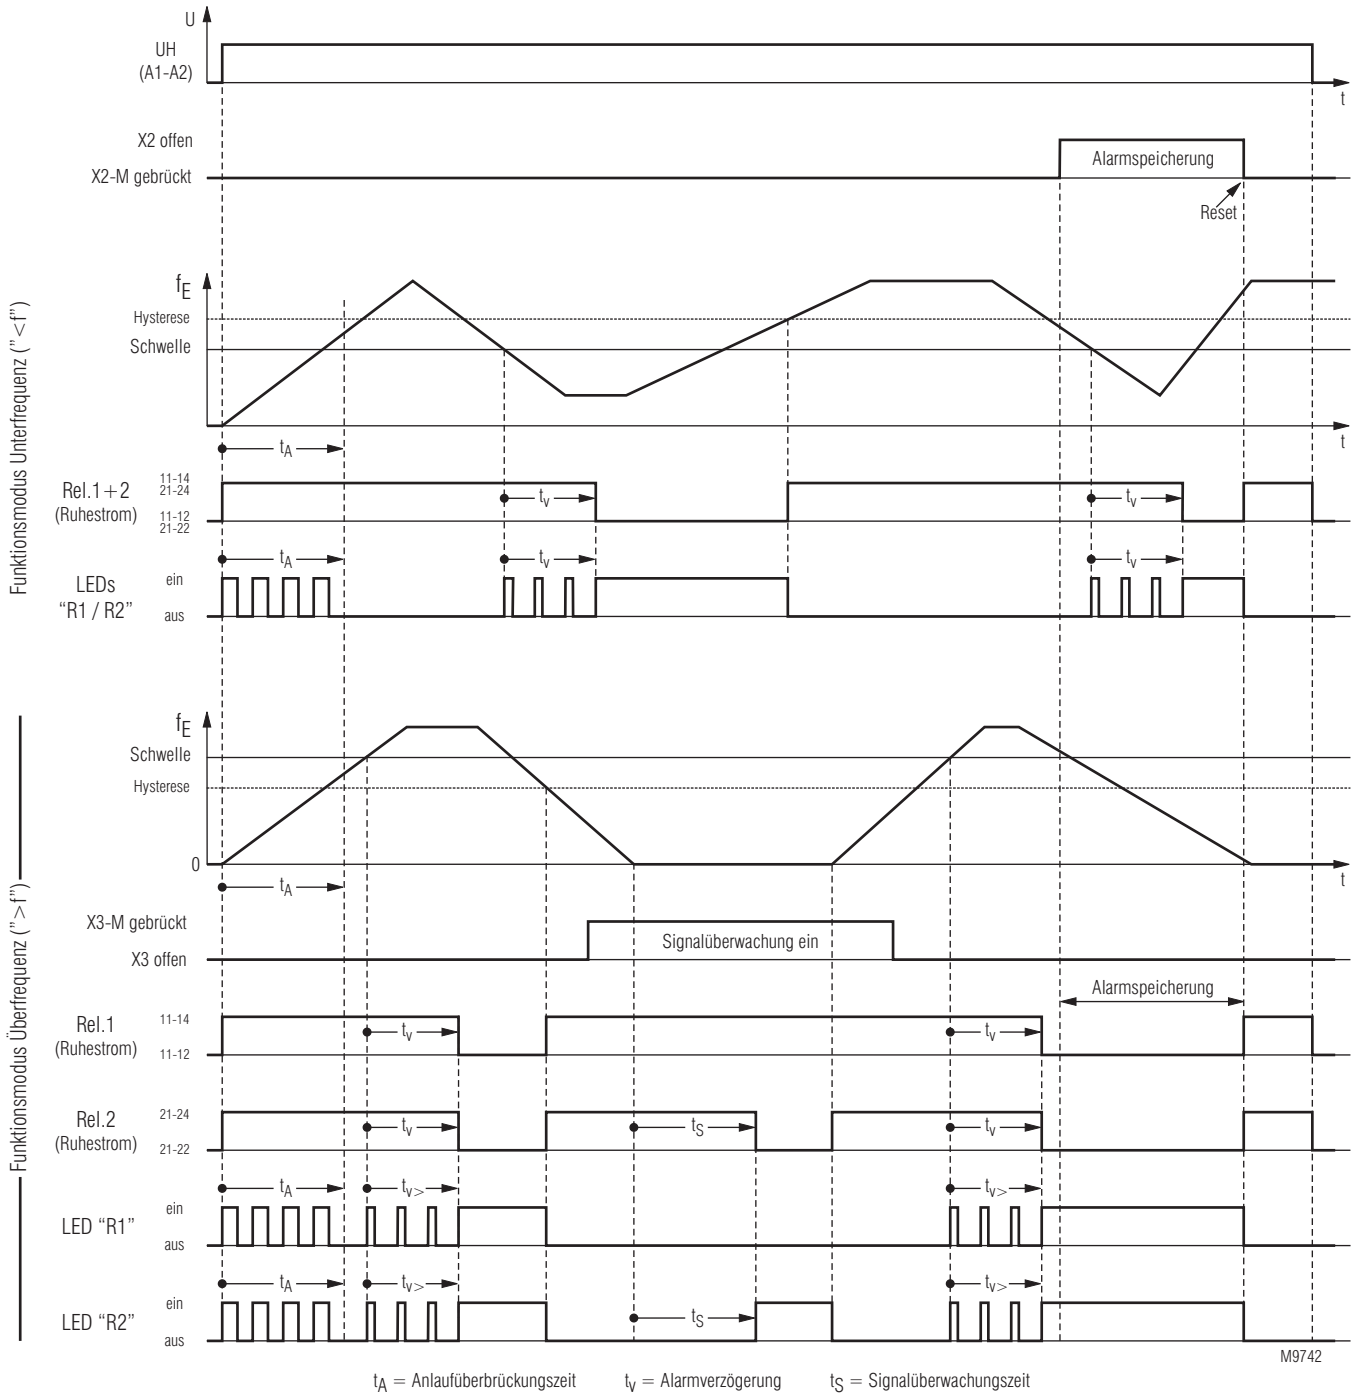 U
UH
(A1-A2)
t
X2 offen
Alarmspeicherung
X2-M gebrückt
Reset
Funktionsmodus Unterfrequenz ("<f")
fE
Hysterese
Schwelle
t
tA
Rel.1+2
(Ruhestrom)
11-14
21-24
11-12
21-22
tv
tv
tA
tv
tv
LEDs
“R1 / R2”
ein
aus
Funktionsmodus Überfrequenz (">f")
fE
Schwelle
Hysterese
0
t
tA
X3-M gebrückt
Signalüberwachung ein
X3 offen
Alarmspeicherung
Rel.1
(Ruhestrom)
11-14
11-12
tv
tv
Rel.2
(Ruhestrom)
21-24
21-22
tv
tS
tv
tA
tv>
tv>
LED “R1”
ein
aus
tA
tv>
tv>
LED “R2”
ein
aus
tS
M9742
tA = Anlaufüberbrückungszeit tv = Alarmverzögerung tS = Signalüberwachungszeit